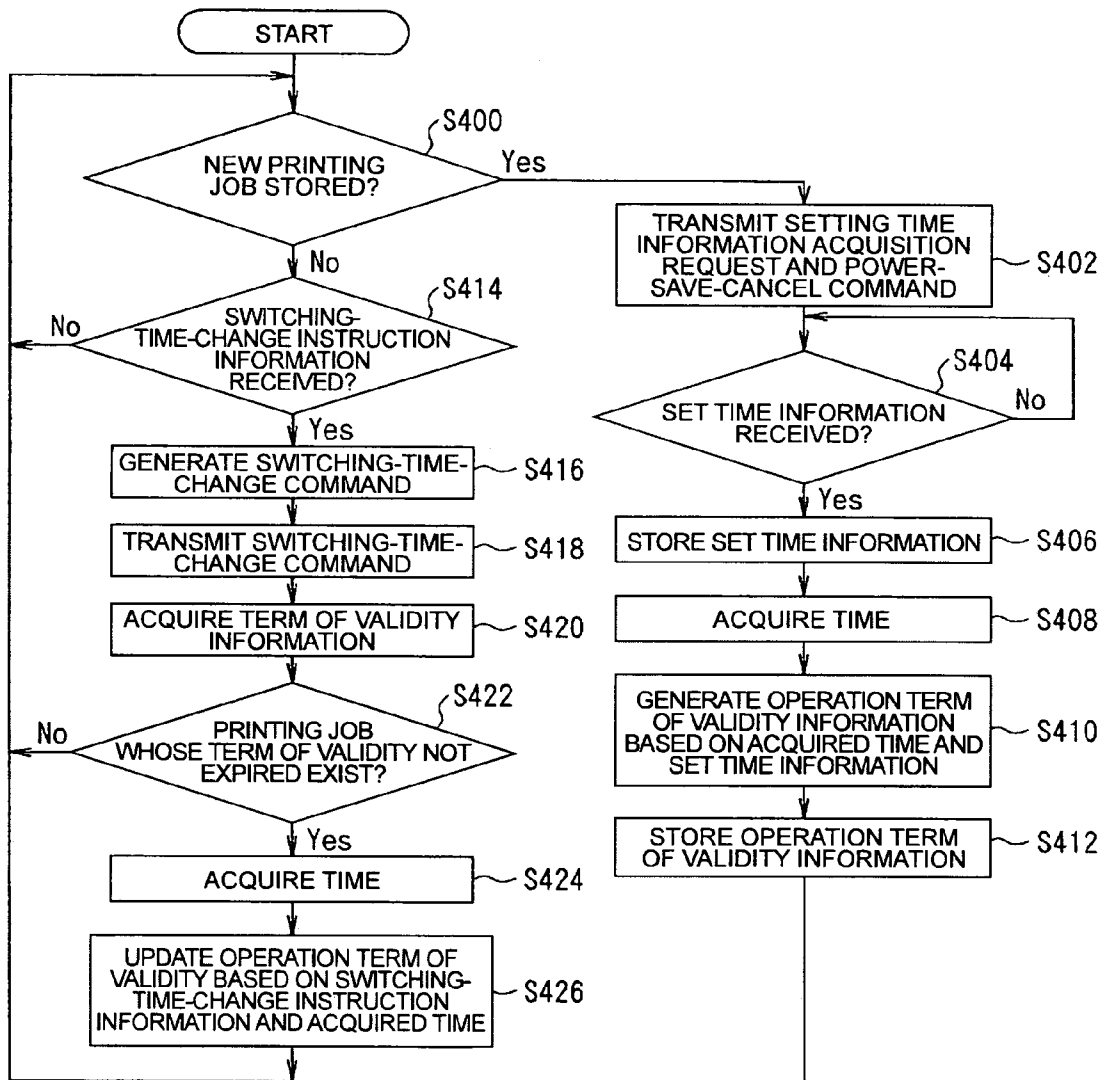 START
S400
NEW PRINTING
JOB STORED?
Yes
No
S414
SWITCHING-
TIME-CHANGE INSTRUCTION
INFORMATION
RECEIVED?
No
Yes
GENERATE SWITCHING-TIME-
CHANGE COMMAND
S416
TRANSMIT SWITCHING-TIME-
CHANGE COMMAND
S418
ACQUIRE TERM OF VALIDITY
INFORMATION
S420
S422
PRINTING JOB
WHOSE TERM OF VALIDITY NOT
EXPIRED EXIST?
No
Yes
ACQUIRE TIME
S424
UPDATE OPERATION TERM OF
VALIDITY BASED ON SWITCHING-
TIME-CHANGE INSTRUCTION
INFORMATION AND ACQUIRED TIME
S426
TRANSMIT SETTING TIME
INFORMATION ACQUISITION
REQUEST AND POWER-
SAVE-CANCEL COMMAND
S402
S404
SET TIME INFORMATION
RECEIVED?
No
Yes
STORE SET TIME INFORMATION
S406
ACQUIRE TIME
S408
GENERATE OPERATION TERM
OF VALIDITY INFORMATION
BASED ON ACQUIRED TIME AND
SET TIME INFORMATION
S410
STORE OPERATION TERM
OF VALIDITY INFORMATION
S412